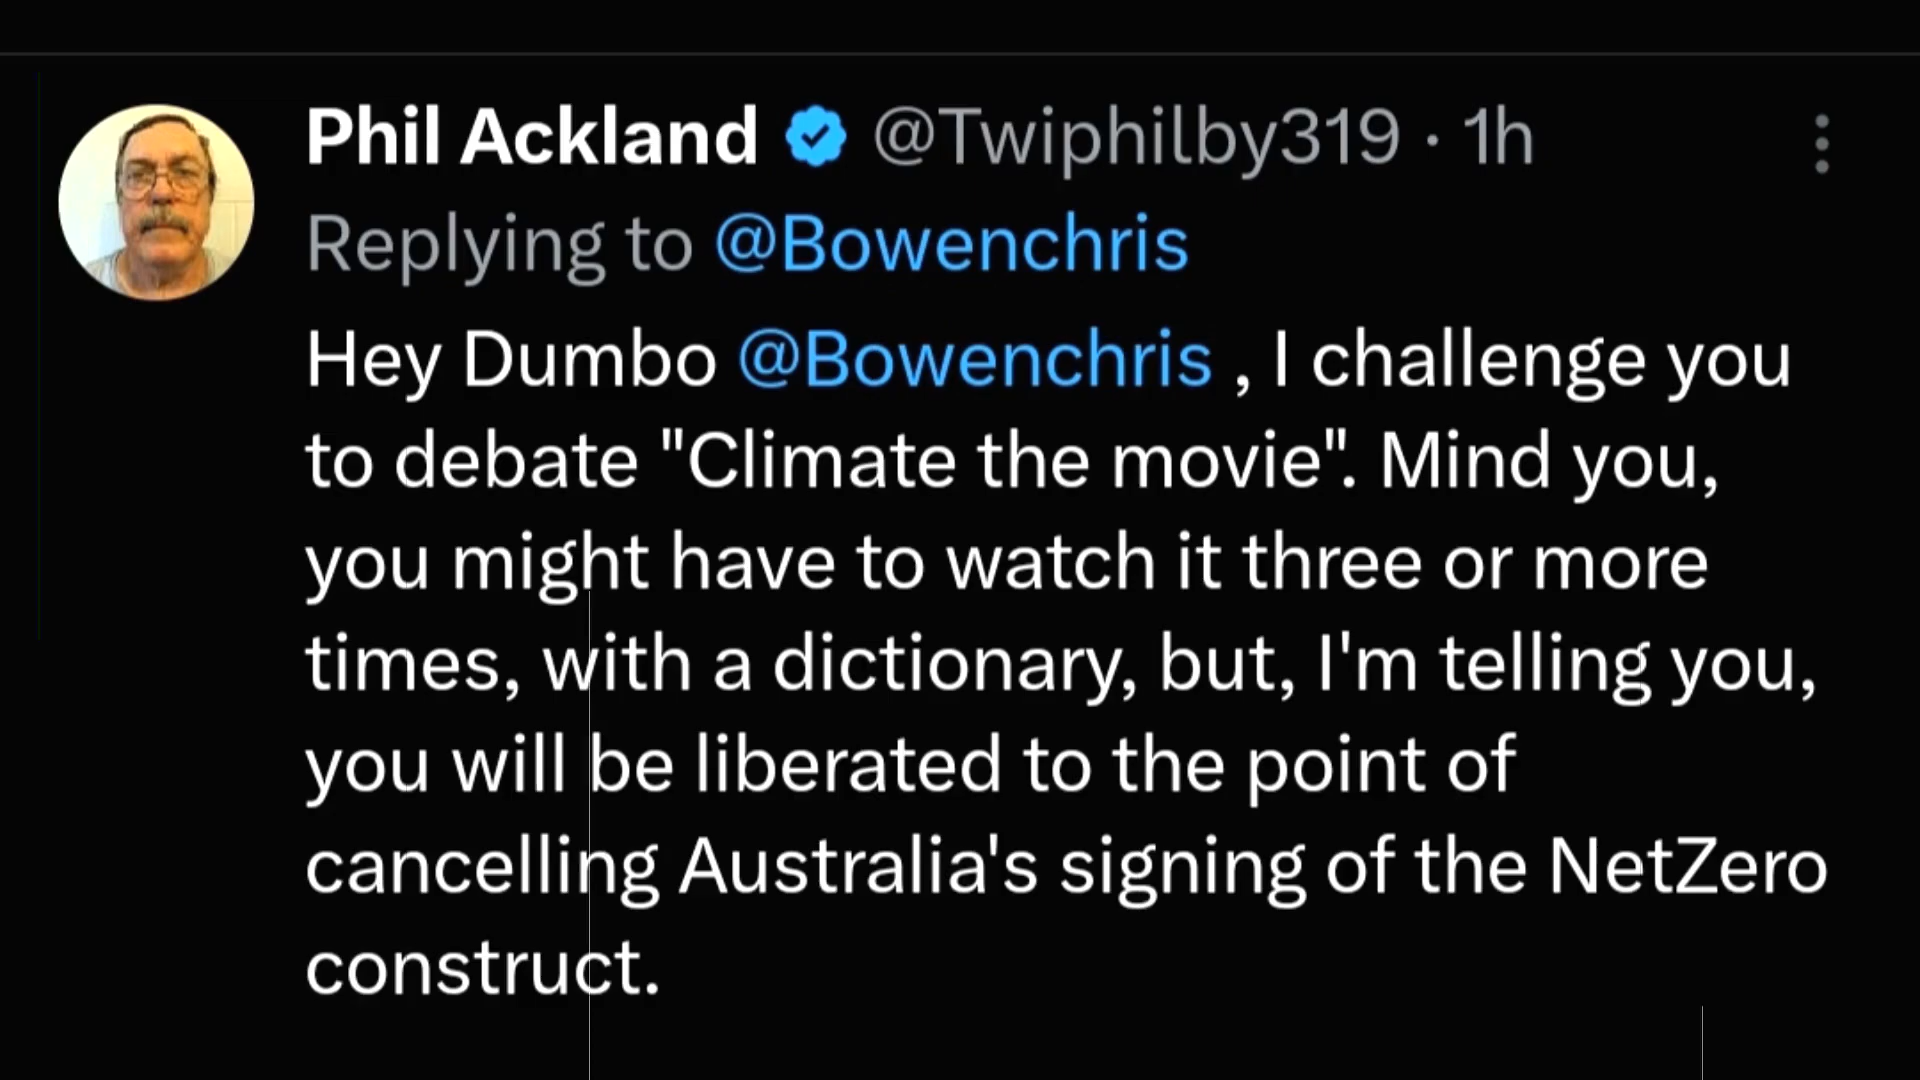 Phil Ackland @Twiphilby319 · 1h
Replying to @Bowenchris
Hey Dumbo @Bowenchris , I challenge you
to debate "Climate the movie". Mind you,
you might have to watch it three or more
times, with a dictionary, but, I'm telling you,
you will be liberated to the point of
cancelling Australia's signing of the NetZero
construct.